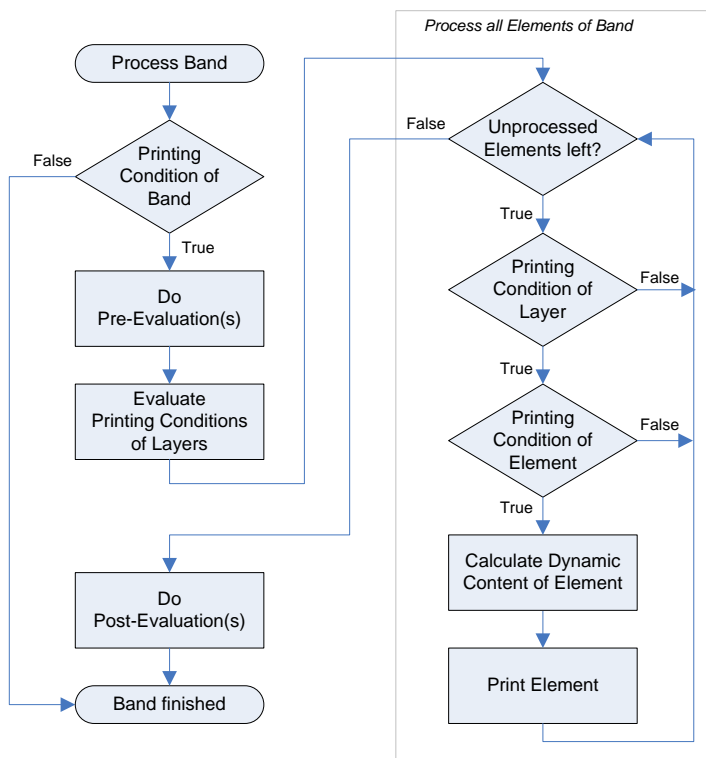 Process all Elements of Band
Process Band
False
Printing
Condition of
Band
True
Do
Pre-Evaluation(s)
Evaluate
Printing Conditions
of Layers
Do
Post-Evaluation(s)
Band finished
False
Unprocessed
Elements left?
True
Printing
Condition of
Layer
False
True
Printing
Condition of
Element
False
True
Calculate Dynamic
Content of Element
Print Element